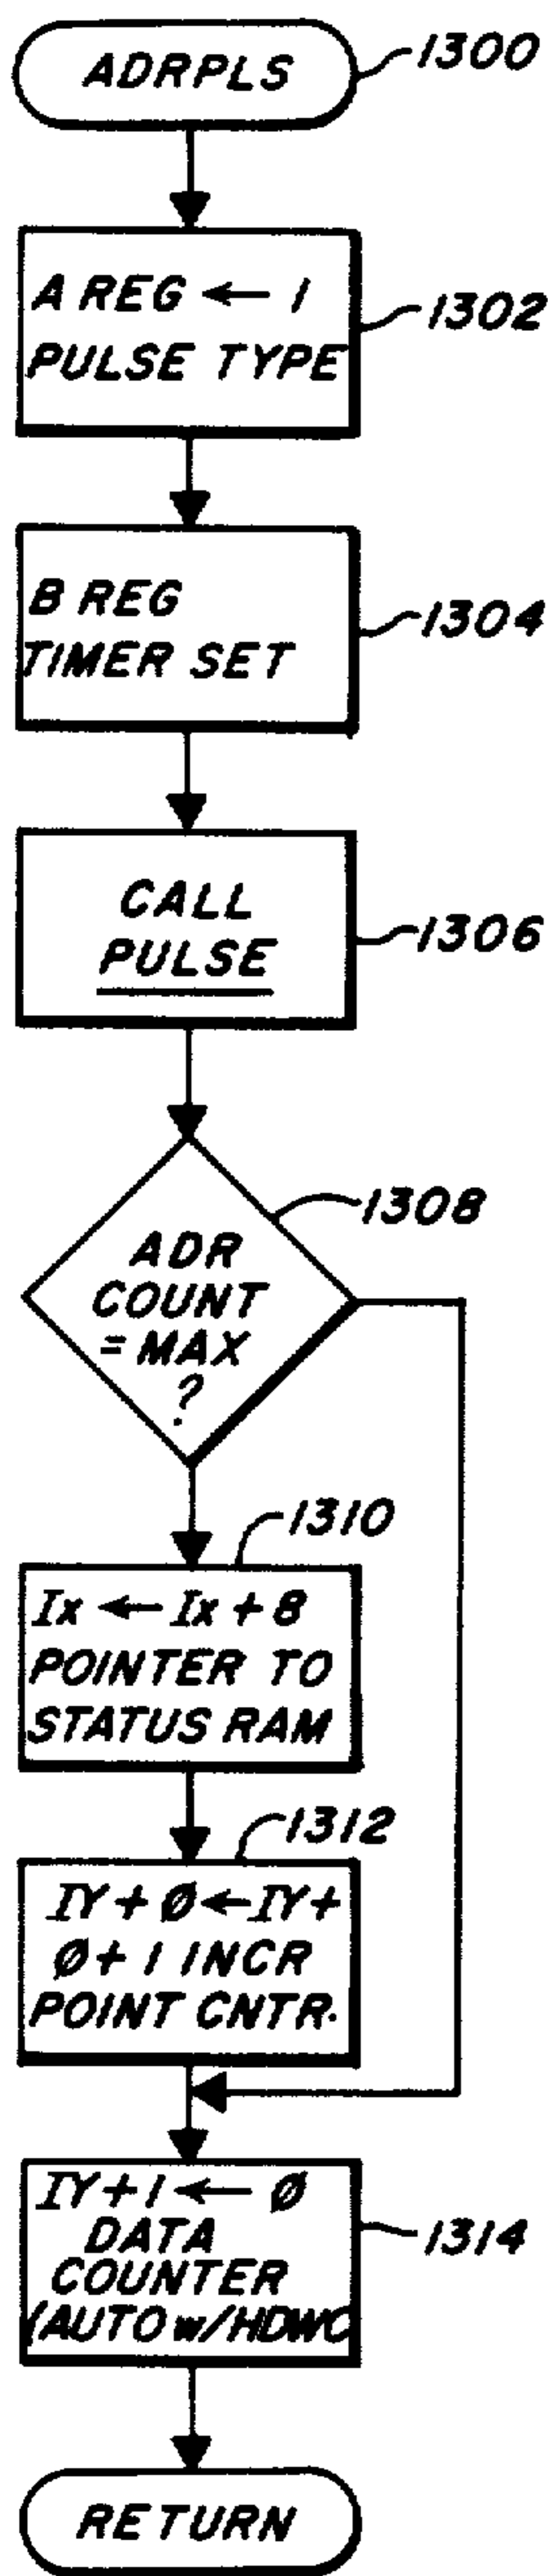 ADRPLS
1300
A REG ← 1
PULSE TYPE
1302
B REG
TIMER SET
1304
CALL
PULSE
1306
1308
ADR
COUNT
= MAX
?
1310
Ix ← Ix + 8
POINTER TO
STATUS RAM
1312
IY + Ø ← IY +
Ø + 1 INCR
POINT CNTR.
IY + 1 ← Ø
DATA
COUNTER
(AUTO w/HDWC
1314
RETURN